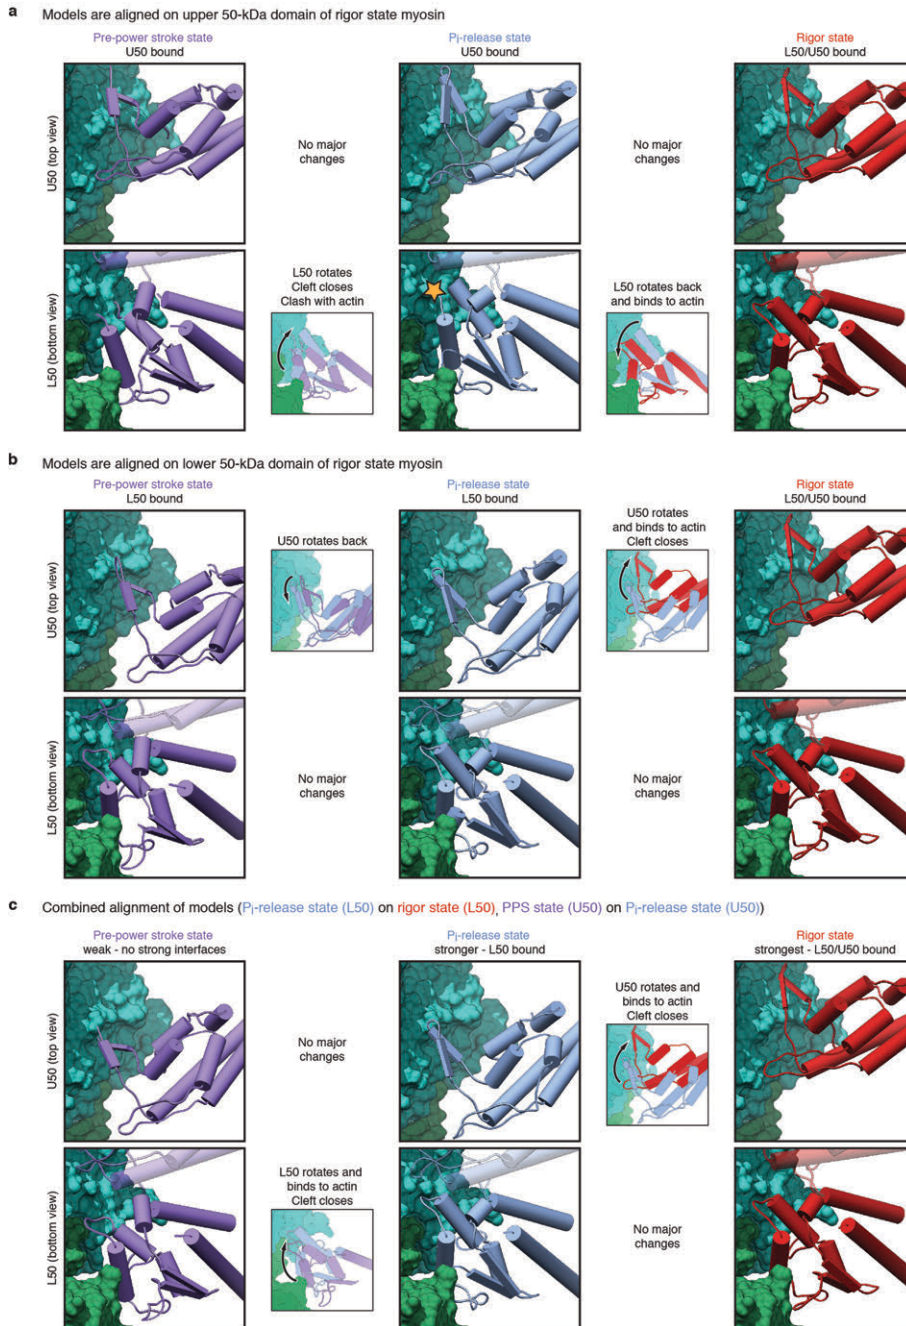 a Models are aligned on upper 50-kDa domain of rigor state myosin
Pre-power stroke state
U50 bound
Pi-release state
U50 bound
Rigor state
L50/U50 bound
U50 (top view)
No major
changes
No major
changes
L50 (bottom view)
L50 rotates
Cleft closes
Clash with actin
L50 rotates back
and binds to actin
b Models are aligned on lower 50-kDa domain of rigor state myosin
Pre-power stroke state
L50 bound
Pi-release state
L50 bound
Rigor state
L50/U50 bound
U50 (top view)
U50 rotates back
U50 rotates
and binds to actin
Cleft closes
L50 (bottom view)
No major
changes
No major
changes
c Combined alignment of models (Pi-release state (L50) on rigor state (L50), PPS state (U50) on Pi-release state (U50))
Pre-power stroke state
weak - no strong interfaces
Pi-release state
stronger - L50 bound
Rigor state
strongest - L50/U50 bound
U50 (top view)
No major
changes
U50 rotates and
binds to actin
Cleft closes
L50 (bottom view)
L50 rotates and
binds to actin
Cleft closes
No major
changes